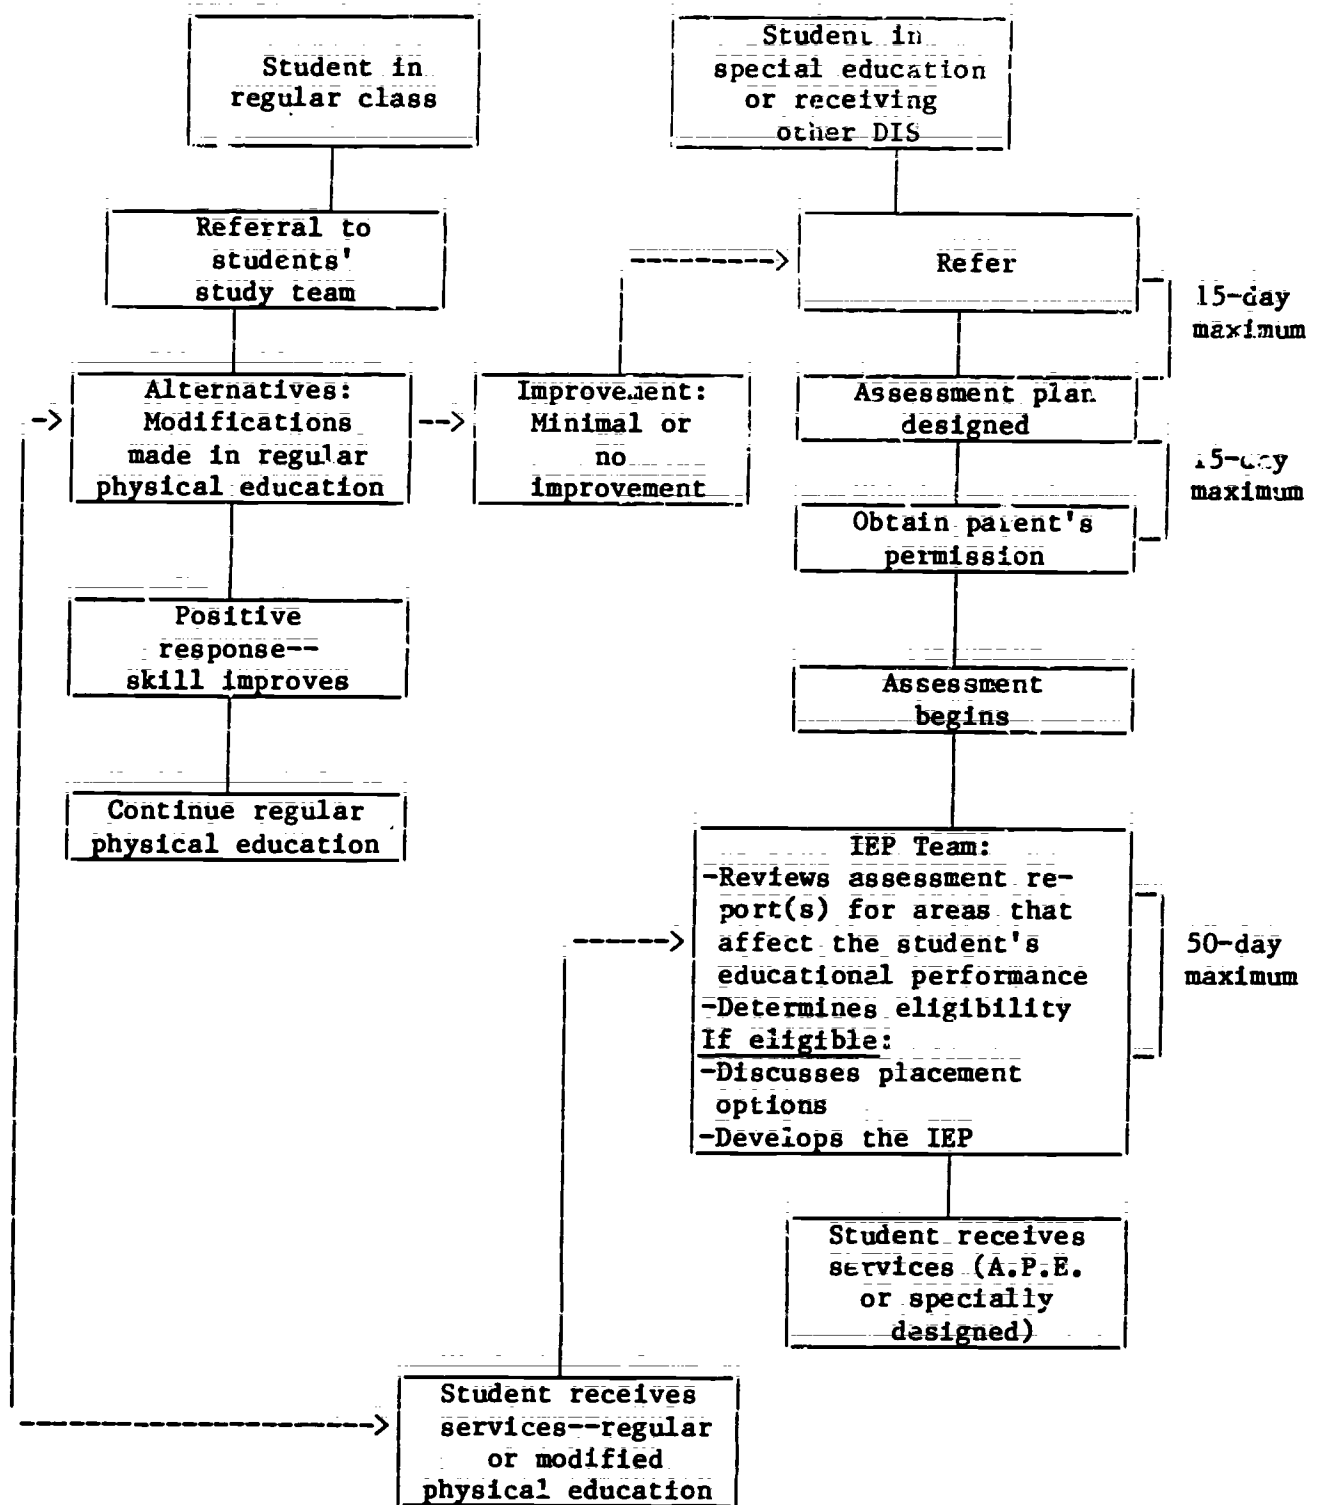 Student in
regular class
Student in
special education
or receiving
other DIS
Referral to
students'
study team
Refer
15-day
maximum
Alternatives:
Modifications
made in regular
physical education
Improvement:
Minimal or
no
improvement
Assessment plan
designed
15-day
maximum
Obtain parent's
permission
Positive
response--
skill improves
Assessment
begins
Continue regular
physical education
IEP Team:
-Reviews assessment re-
port(s) for areas that
affect the student's
educational performance
-Determines eligibility
If eligible:
-Discusses placement
options
-Develops the IEP
50-day
maximum
Student receives
services (A.P.E.
or specially
designed)
Student receives
services--regular
or modified
physical education